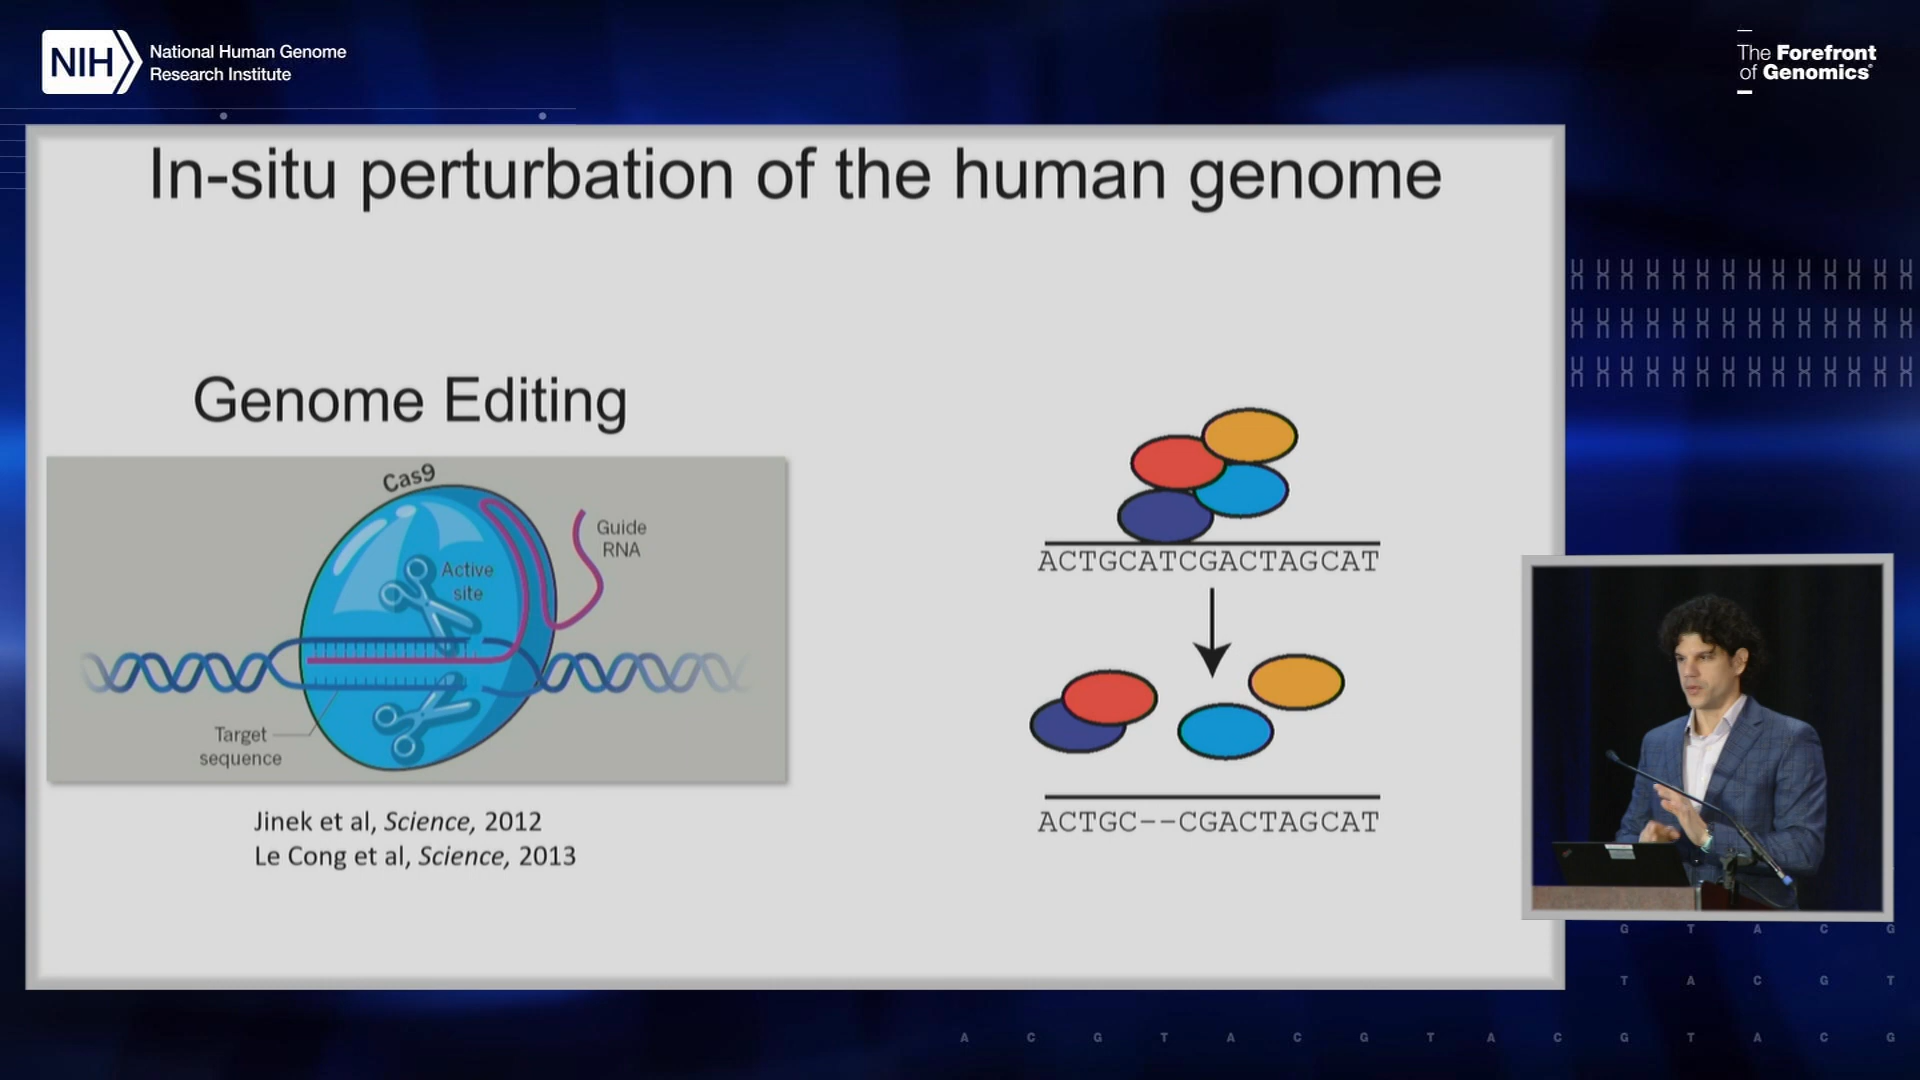 NIH
National Human Genome
Research Institute
The Forefront
of Genomics®
In-situ perturbation of the human genome
Genome Editing
Cas9
Guide
RNA
Active
site
Target
sequence
Jinek et al, Science, 2012
Le Cong et al, Science, 2013
ACTGCATCGACTAGCAT
ACTGC--CGACTAGCAT
G T A C G
T A C G T
A C G T A C G T A C G T A C G